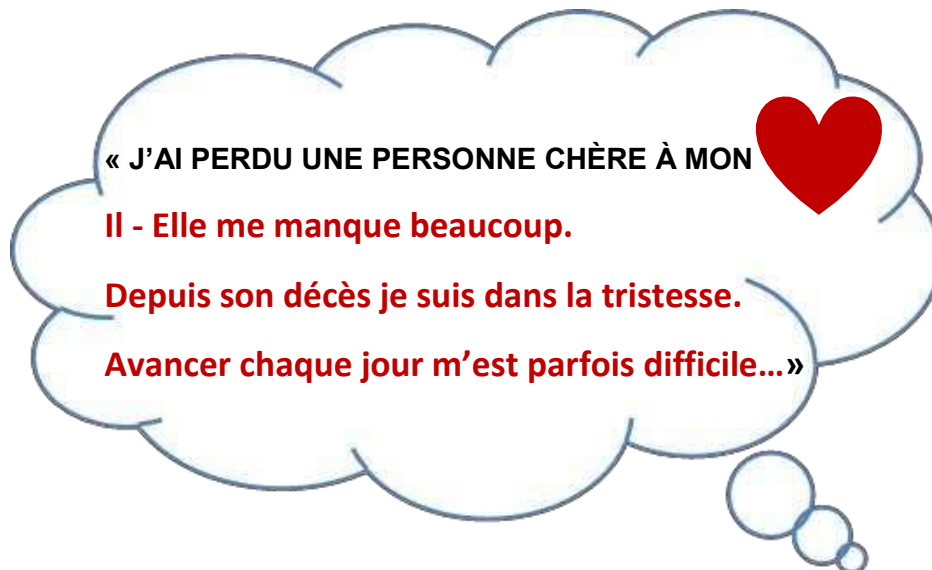 « J’AI PERDU UNE PERSONNE CHÈRE À MON
Il - Elle me manque beaucoup.
Depuis son décès je suis dans la tristesse.
Avancer chaque jour m’est parfois difficile…»